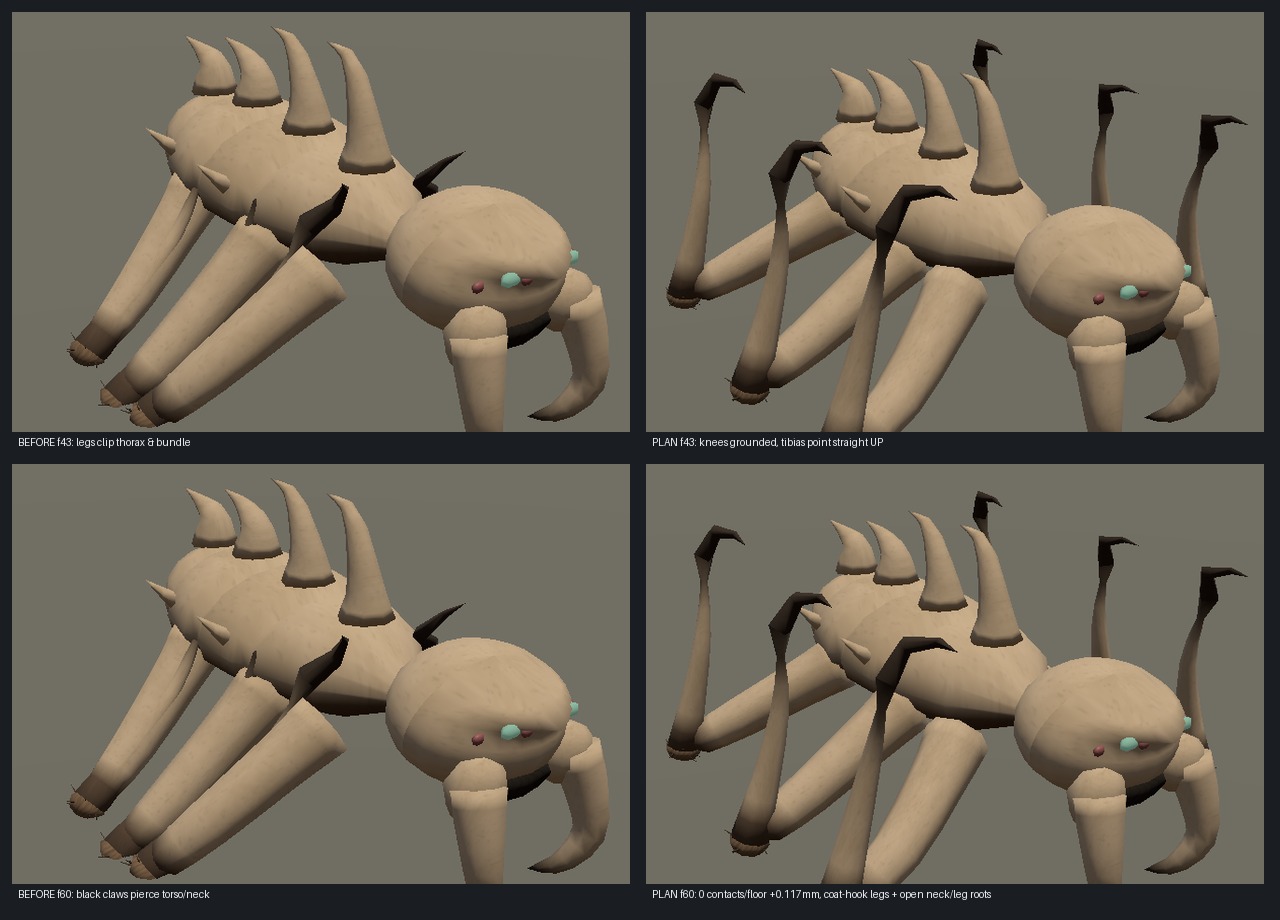 BEFORE f43: legs clip thorax & bundle
PLAN f43: knees grounded, tibias point straight UP
BEFORE f60: black claws pierce torso/neck
PLAN f60: 0 contacts/floor +0.117mm, coat-hook legs + open neck/leg roots